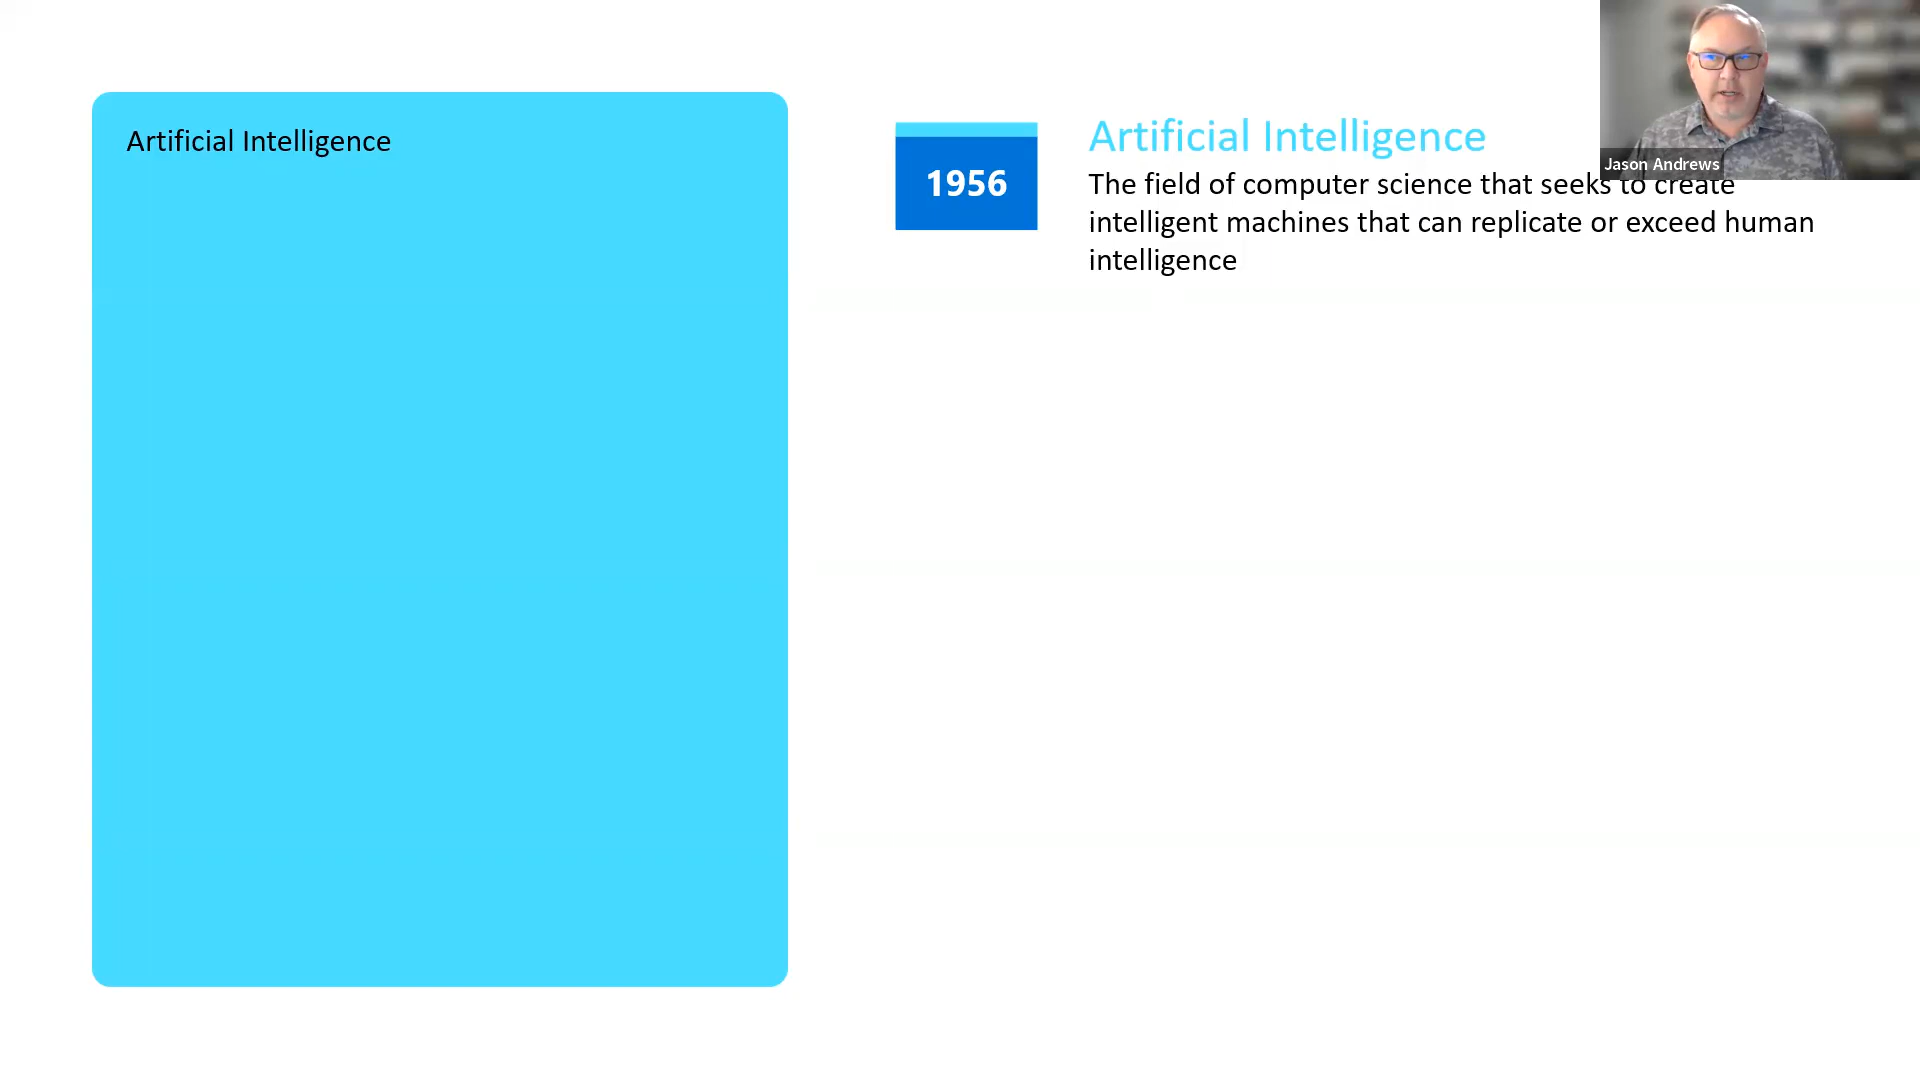 Artificial Intelligence
1956
Artificial Intelligence
The field of computer science that seeks to create
intelligent machines that can replicate or exceed human
intelligence
Jason Andrews